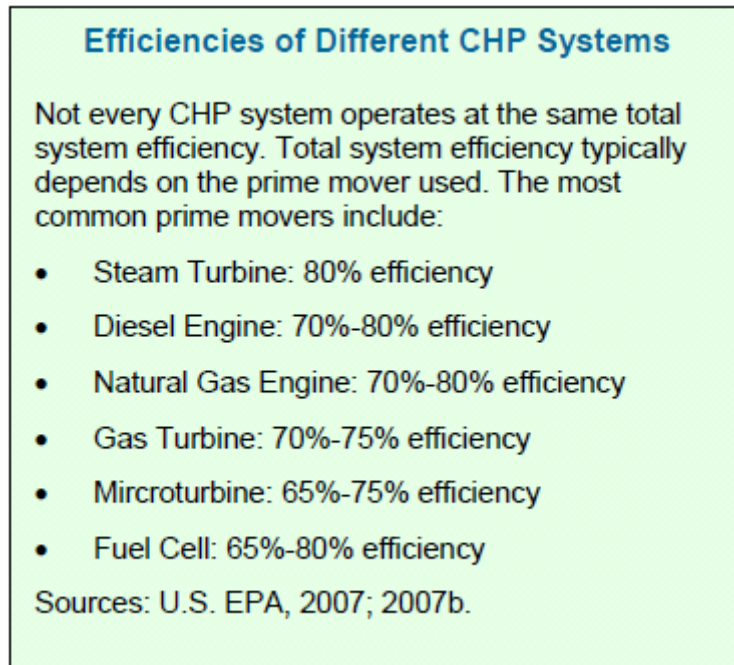 Efficiencies of Different CHP Systems
Not every CHP system operates at the same total
system efficiency. Total system efficiency typically
depends on the prime mover used. The most
common prime movers include:
• Steam Turbine: 80% efficiency
• Diesel Engine: 70%-80% efficiency
• Natural Gas Engine: 70%-80% efficiency
• Gas Turbine: 70%-75% efficiency
• Mircroturbine: 65%-75% efficiency
• Fuel Cell: 65%-80% efficiency
Sources: U.S. EPA, 2007; 2007b.